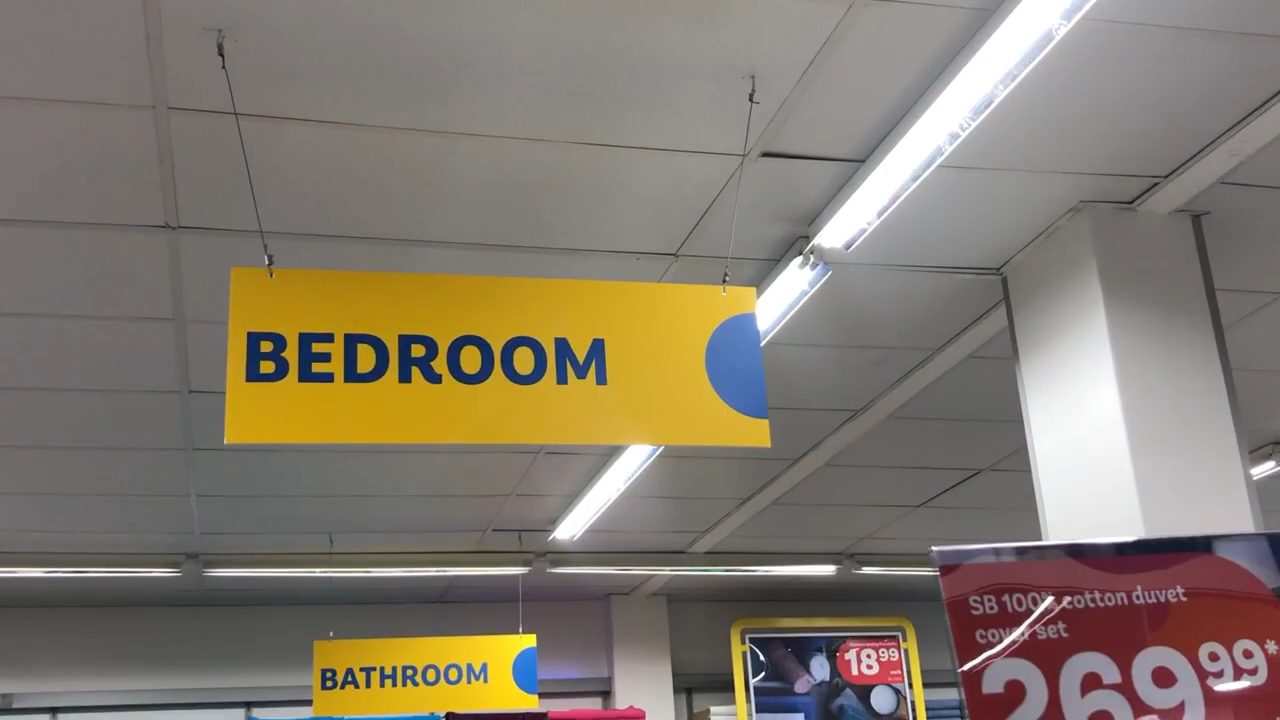 BEDROOM
SB 100% cotton duvet
cover set
269.99*
18.99
BATHROOM